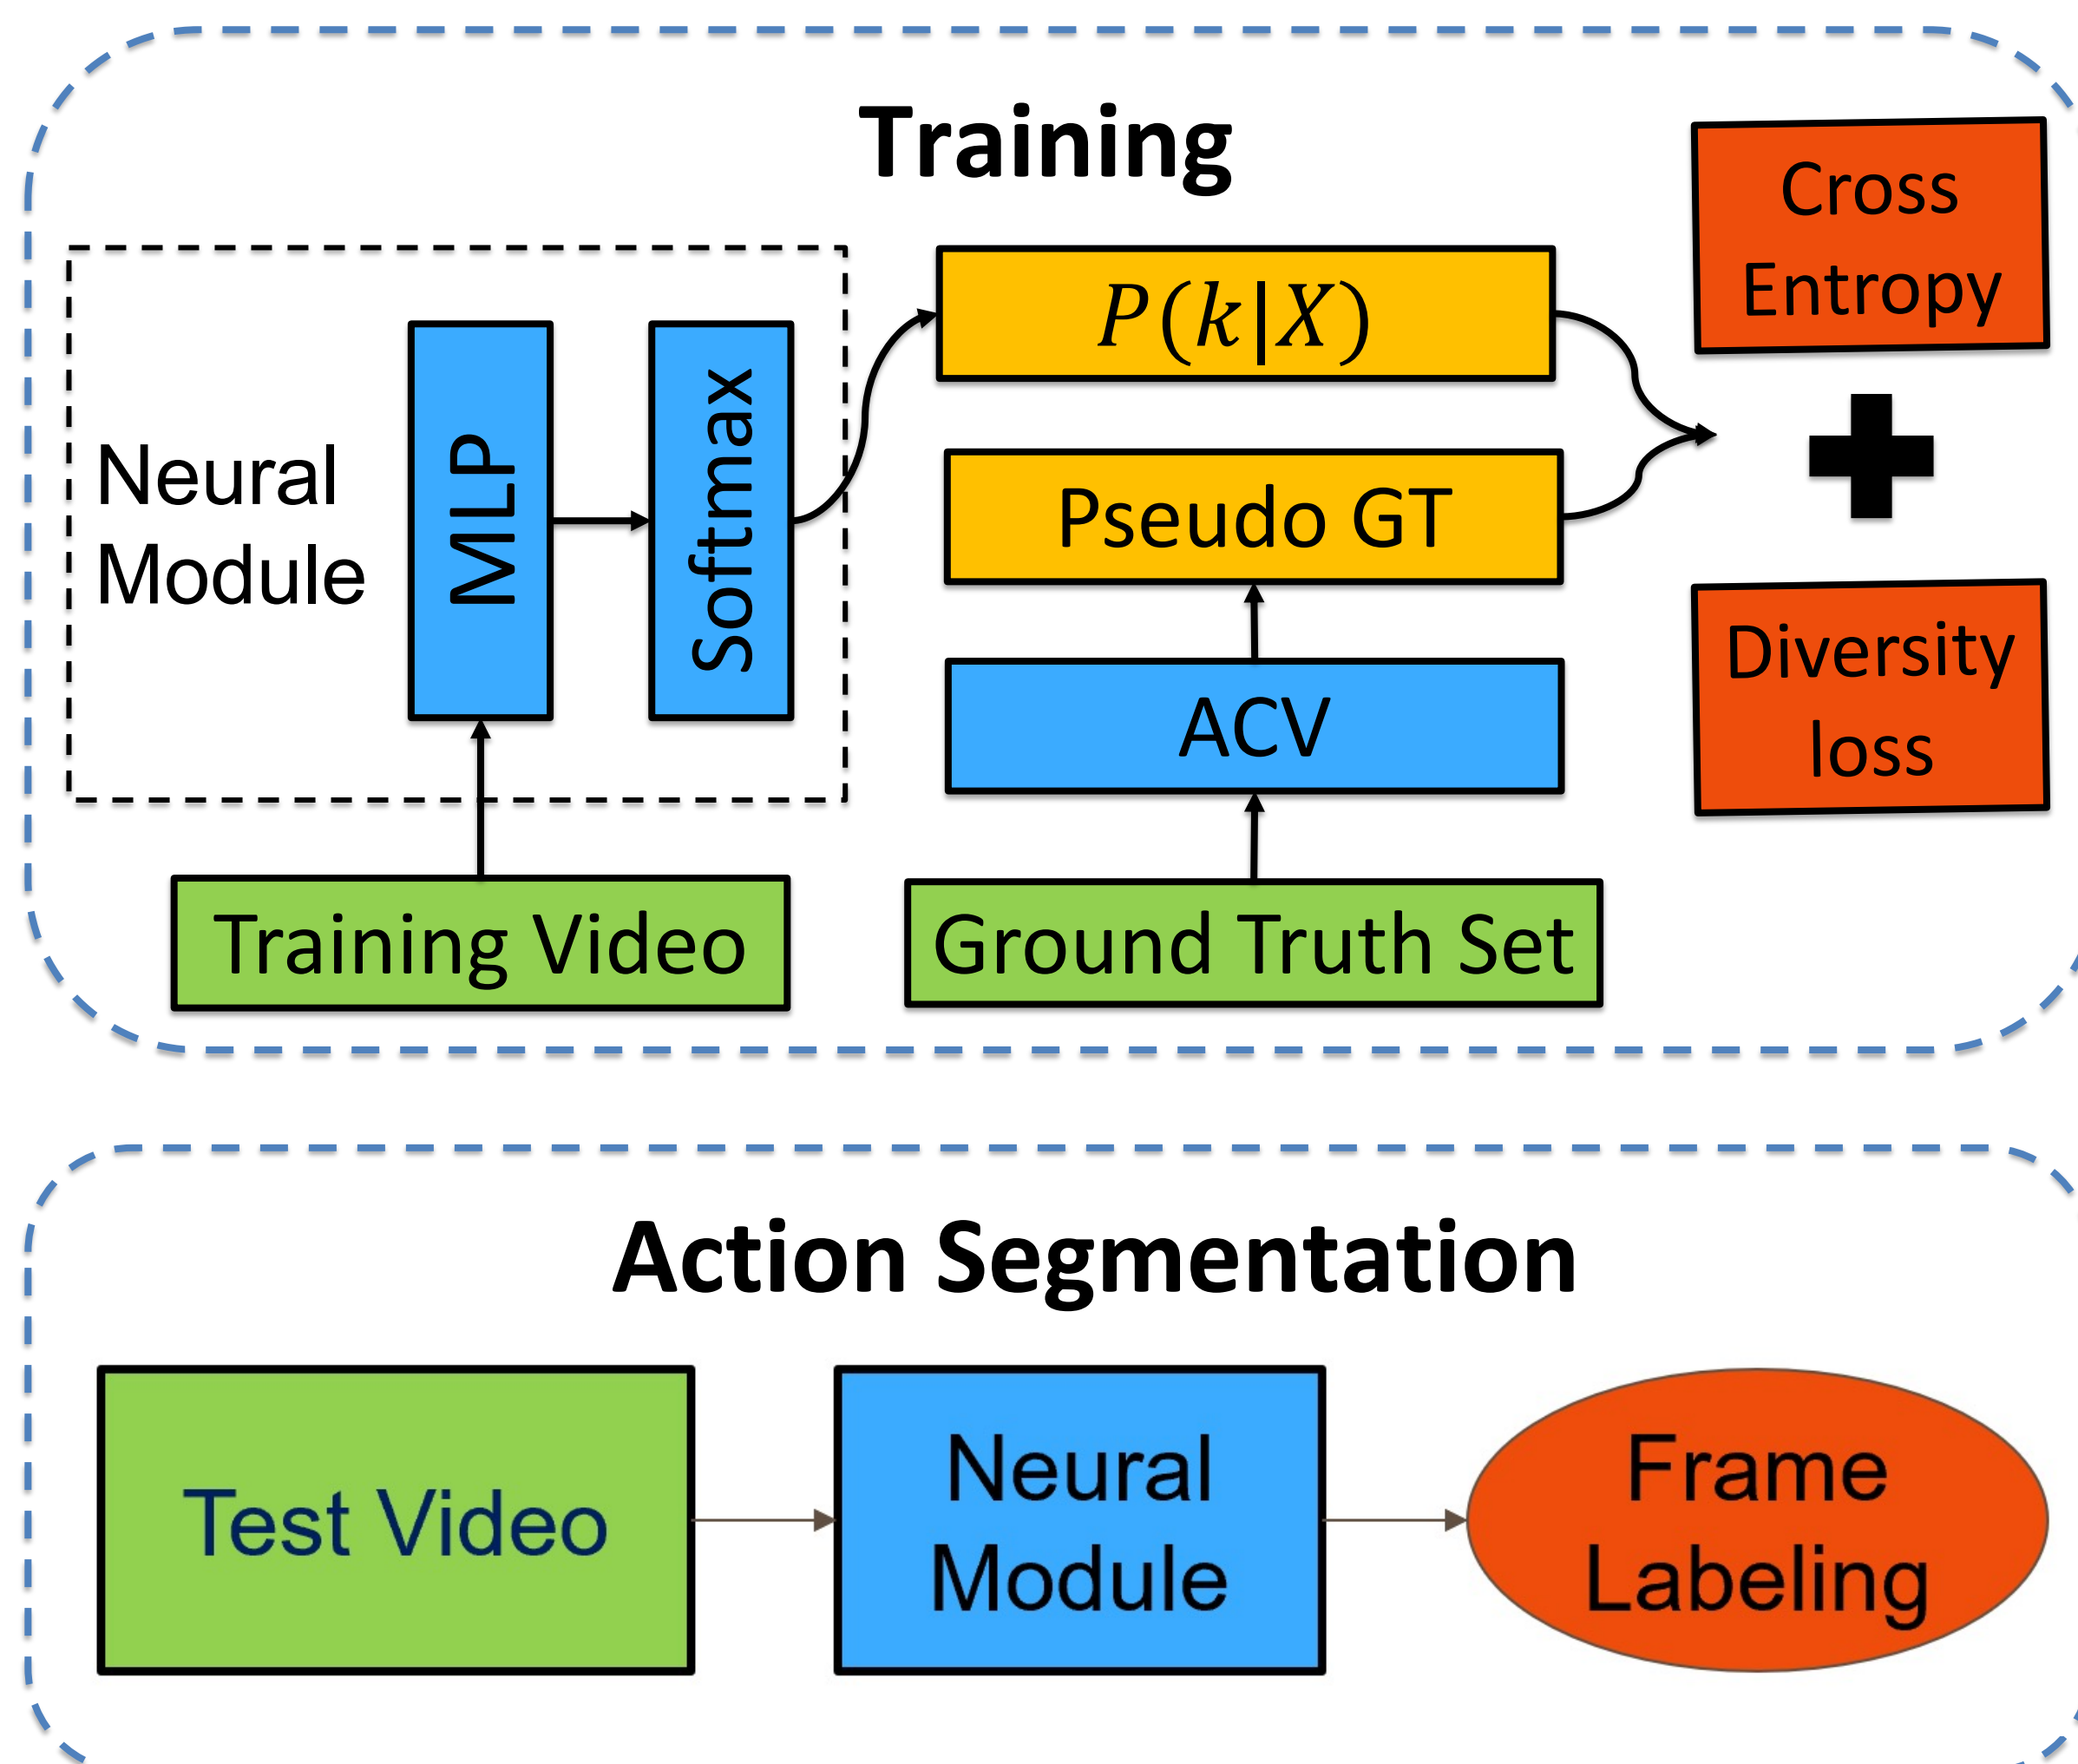 Training
Cross
Entropy
P(k|X)
Neural
Module
MLP
Softmax
Pseudo GT
Diversity
loss
ACV
Training Video
Ground Truth Set
Action Segmentation
Test Video
Neural
Module
Frame
Labeling